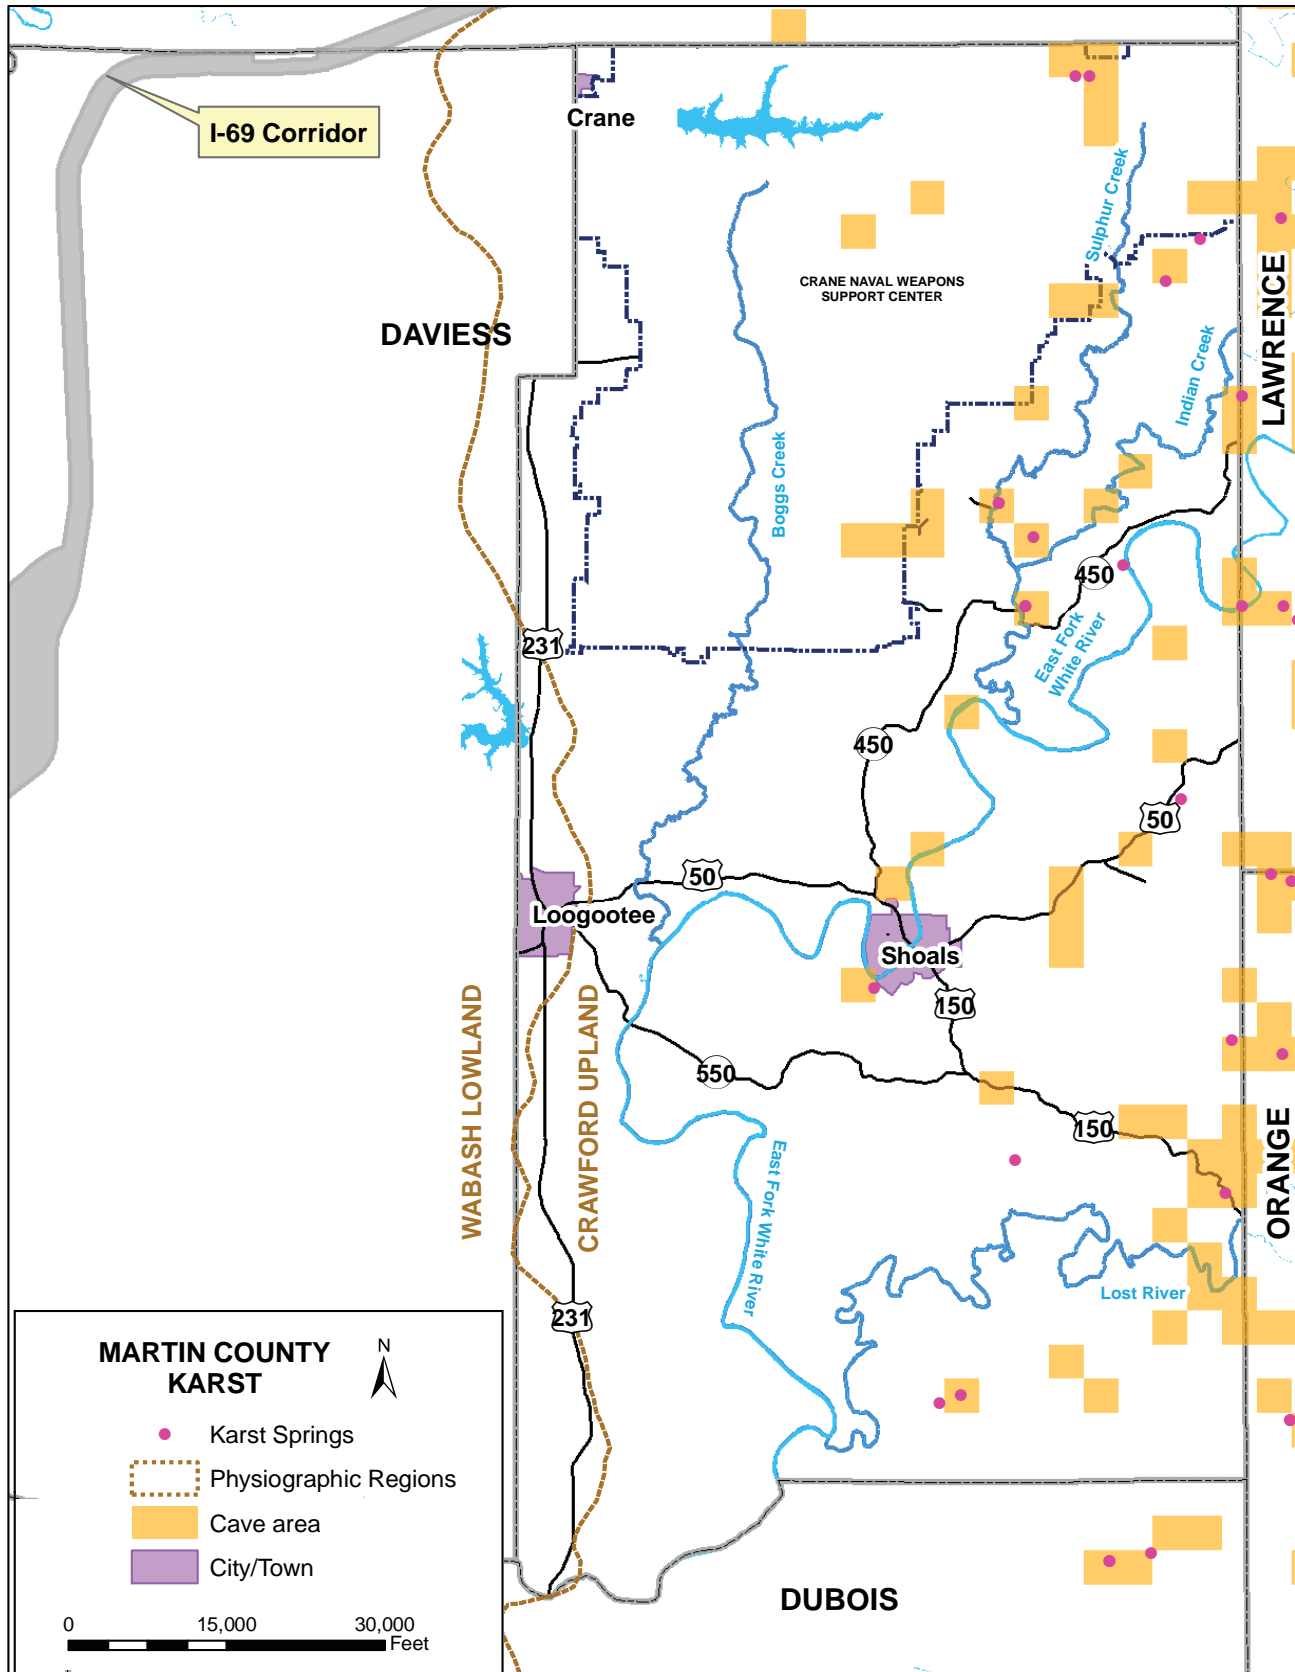 I-69 Corridor
Crane
Sulphur Creek
CRANE NAVAL WEAPONS
SUPPORT CENTER
LAWRENCE
DAVIESS
Indian Creek
Boggs Creek
450
231
East Fork
White River
450
50
50
Loogootee
Shoals
150
WABASH LOWLAND
CRAWFORD UPLAND
550
150
ORANGE
East Fork White River
Lost River
231
MARTIN COUNTY
KARST
N
Karst Springs
Physiographic Regions
Cave area
City/Town
0 15,000 30,000
Feet
DUBOIS